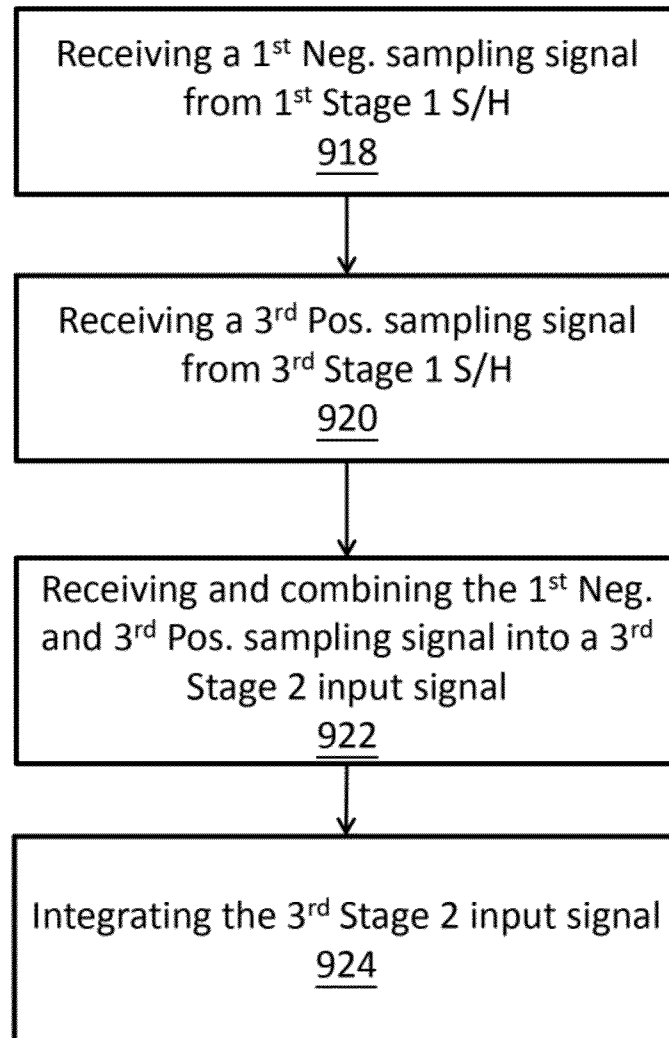 Receiving a 1st Neg. sampling signal
from 1st Stage 1 S/H
918
Receiving a 3rd Pos. sampling signal
from 3rd Stage 1 S/H
920
Receiving and combining the 1st Neg.
and 3rd Pos. sampling signal into a 3rd
Stage 2 input signal
922
Integrating the 3rd Stage 2 input signal
924